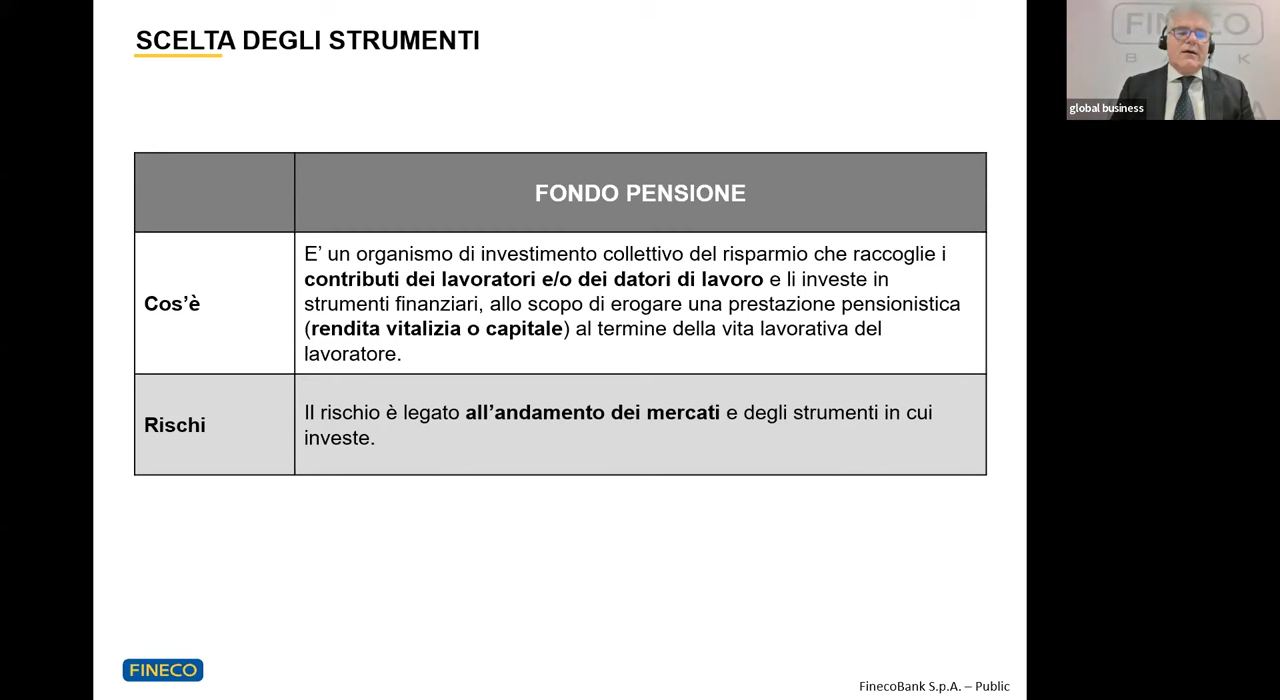 SCELTA DEGLI STRUMENTI
FONDO PENSIONE
Cos’è
E’ un organismo di investimento collettivo del risparmio che raccoglie i
contributi dei lavoratori e/o dei datori di lavoro e li investe in
strumenti finanziari, allo scopo di erogare una prestazione pensionistica
(rendita vitalizia o capitale) al termine della vita lavorativa del
lavoratore.
Rischi
Il rischio è legato all’andamento dei mercati e degli strumenti in cui
investe.
FINECO
FinecoBank S.p.A. – Public
global business